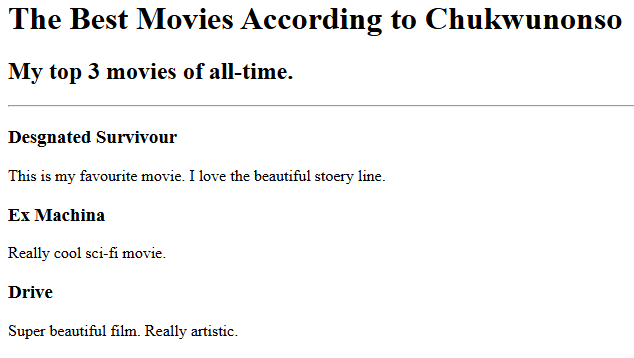 The Best Movies According to Chukwunonso
My top 3 movies of all-time.
Desgnated Survivour
This is my favourite movie. I love the beautiful stoery line.
Ex Machina
Really cool sci-fi movie.
Drive
Super beautiful film. Really artistic.